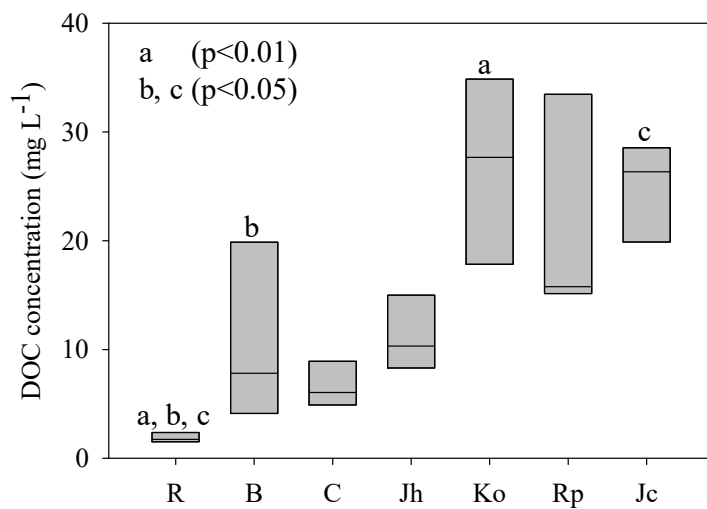 DOC concentration (mg L-1)
40
30
20
10
0
a (p<0.01)
b, c (p<0.05)
a, b, c
b
a
c
R B C Jh Ko Rp Jc